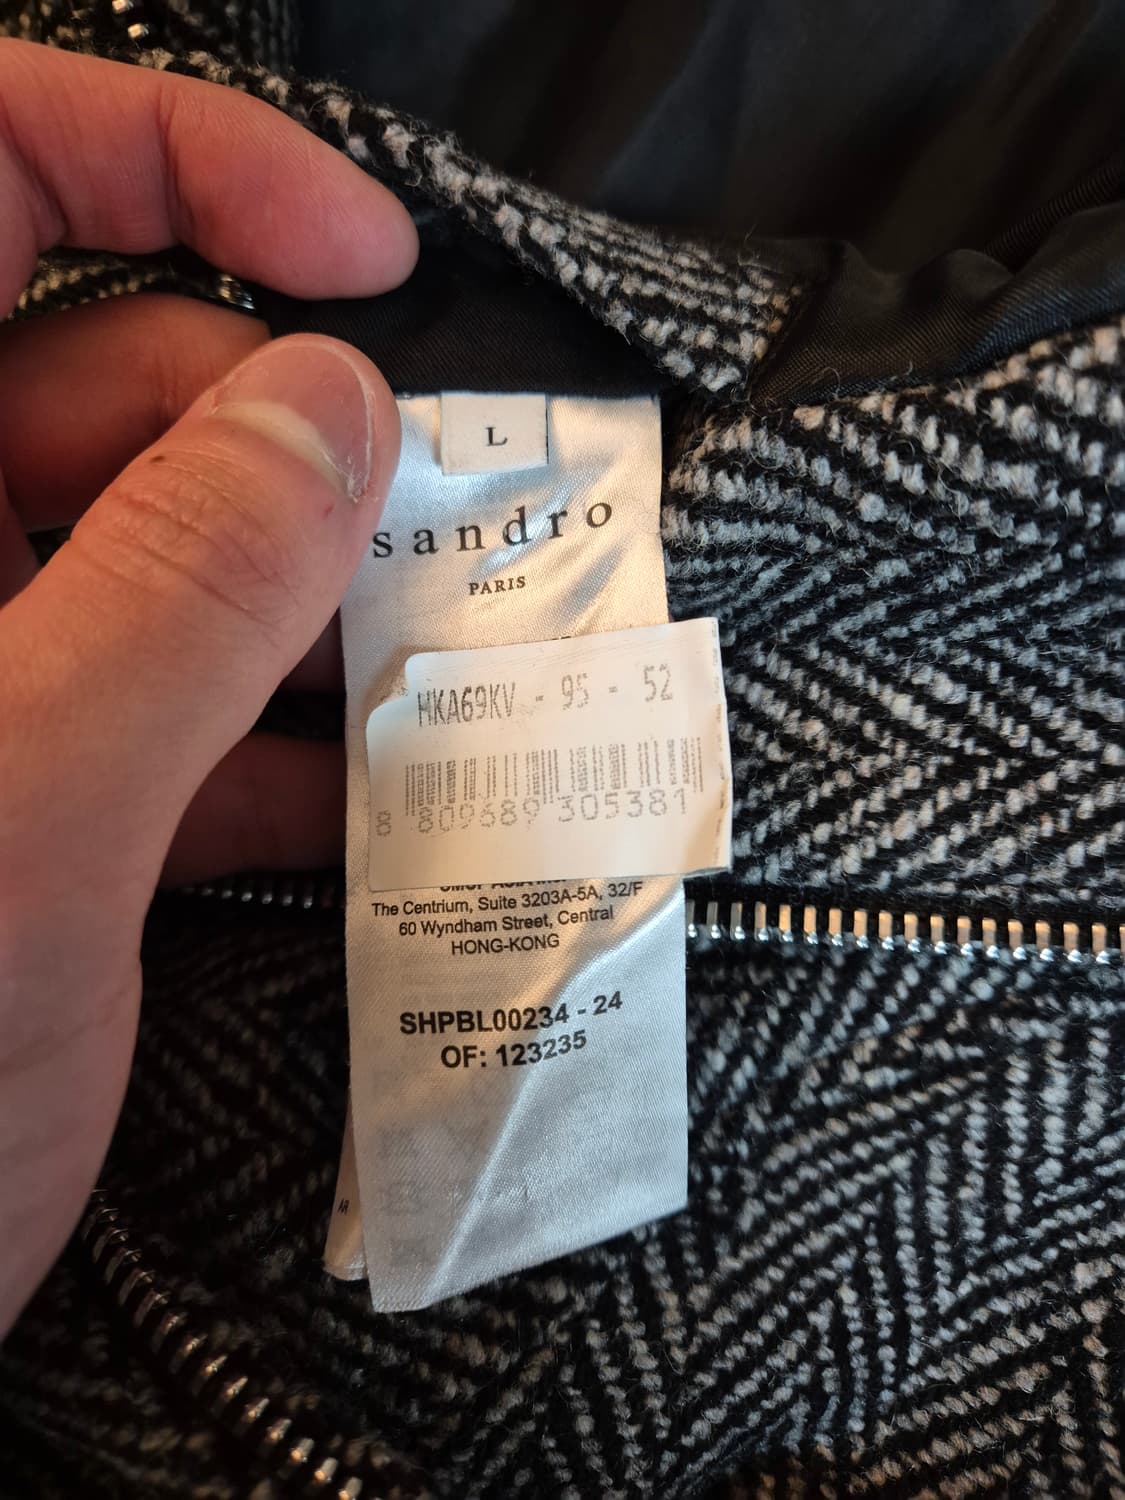 L
sandro
PARIS
HKA69KV - 95 - 52
8 809689 305381
The Centrium, Suite 3203A-5A, 32/F
60 Wyndham Street, Central
HONG-KONG
SHPBL00234 - 24
OF: 123235